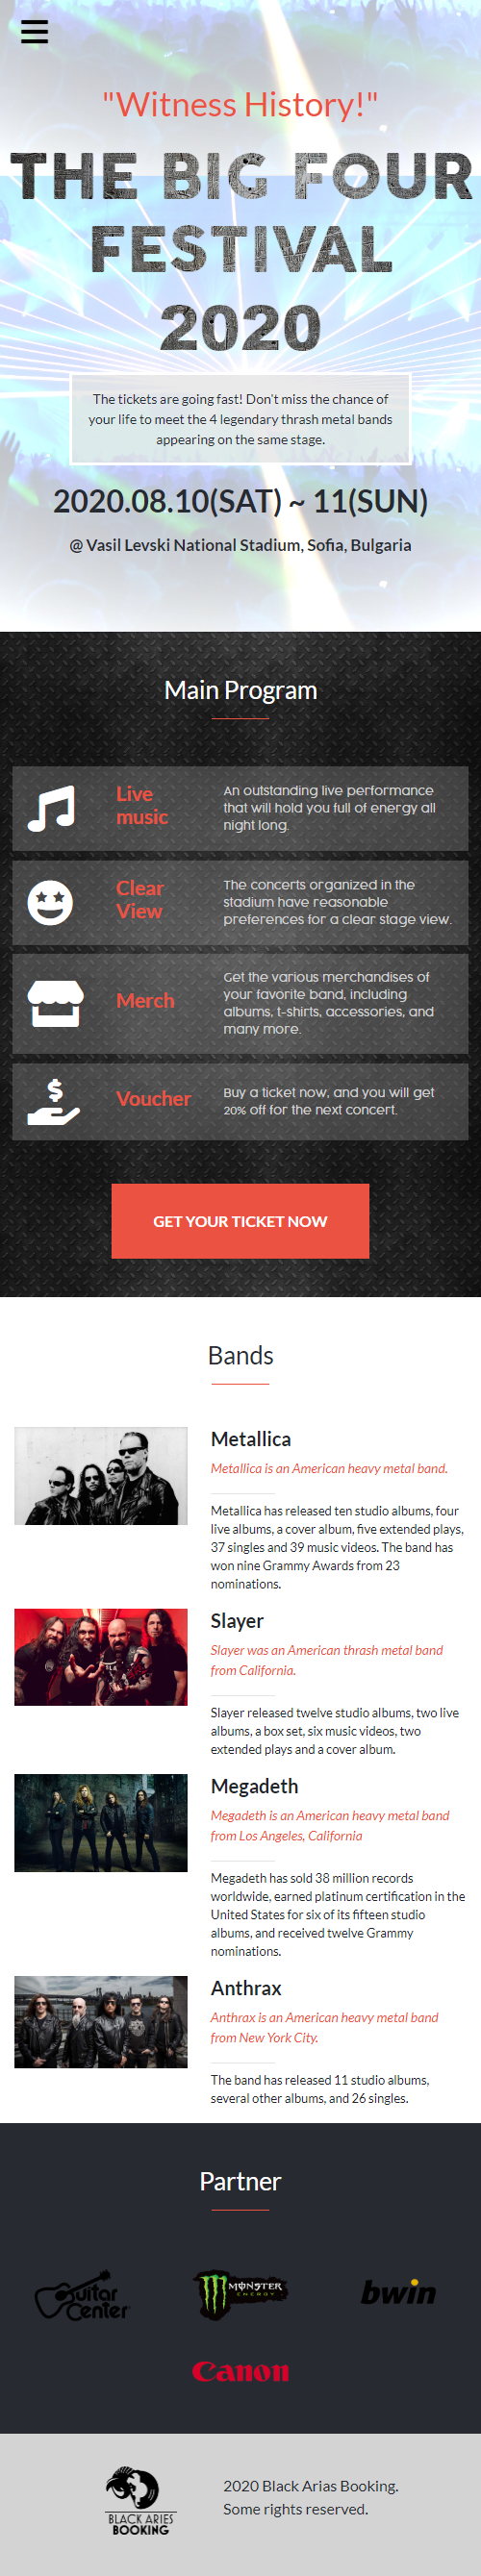 "Witness History!"
THE BIG FOUR
FESTIVAL
2020
The tickets are going fast! Don't miss the chance of
your life to meet the 4 legendary thrash metal bands
appearing on the same stage.
2020.08.10(SAT) ~ 11(SUN)
@ Vasil Levski National Stadium, Sofia, Bulgaria
Main Program
Live
music
An outstanding live performance
that will hold you full of energy all
night long.
Clear
View
The concerts organized in the
stadium have reasonable
preferences for a clear stage view.
Merch
Get the various merchandises of
your favorite band, including
albums, t-shirts, accessories, and
many more.
Voucher
Buy a ticket now, and you will get
20% off for the next concert.
GET YOUR TICKET NOW
Bands
Metallica
Metallica is an American heavy metal band.
Metallica has released ten studio albums, four
live albums, a cover album, five extended plays,
37 singles and 39 music videos. The band has
won nine Grammy Awards from 23
nominations.
Slayer
Slayer was an American thrash metal band
from California.
Slayer released twelve studio albums, two live
albums, a box set, six music videos, two
extended plays and a cover album.
Megadeth
Megadeth is an American heavy metal band
from Los Angeles, California
Megadeth has sold 38 million records
worldwide, earned platinum certification in the
United States for six of its fifteen studio
albums, and received twelve Grammy
nominations.
Anthrax
Anthrax is an American heavy metal band
from New York City.
The band has released 11 studio albums,
several other albums, and 26 singles.
Partner
Guitar
Center
MONSTER
ENERGY
bwin
Canon
BLACK ARIES
BOOKING
2020 Black Arias Booking.
Some rights reserved.